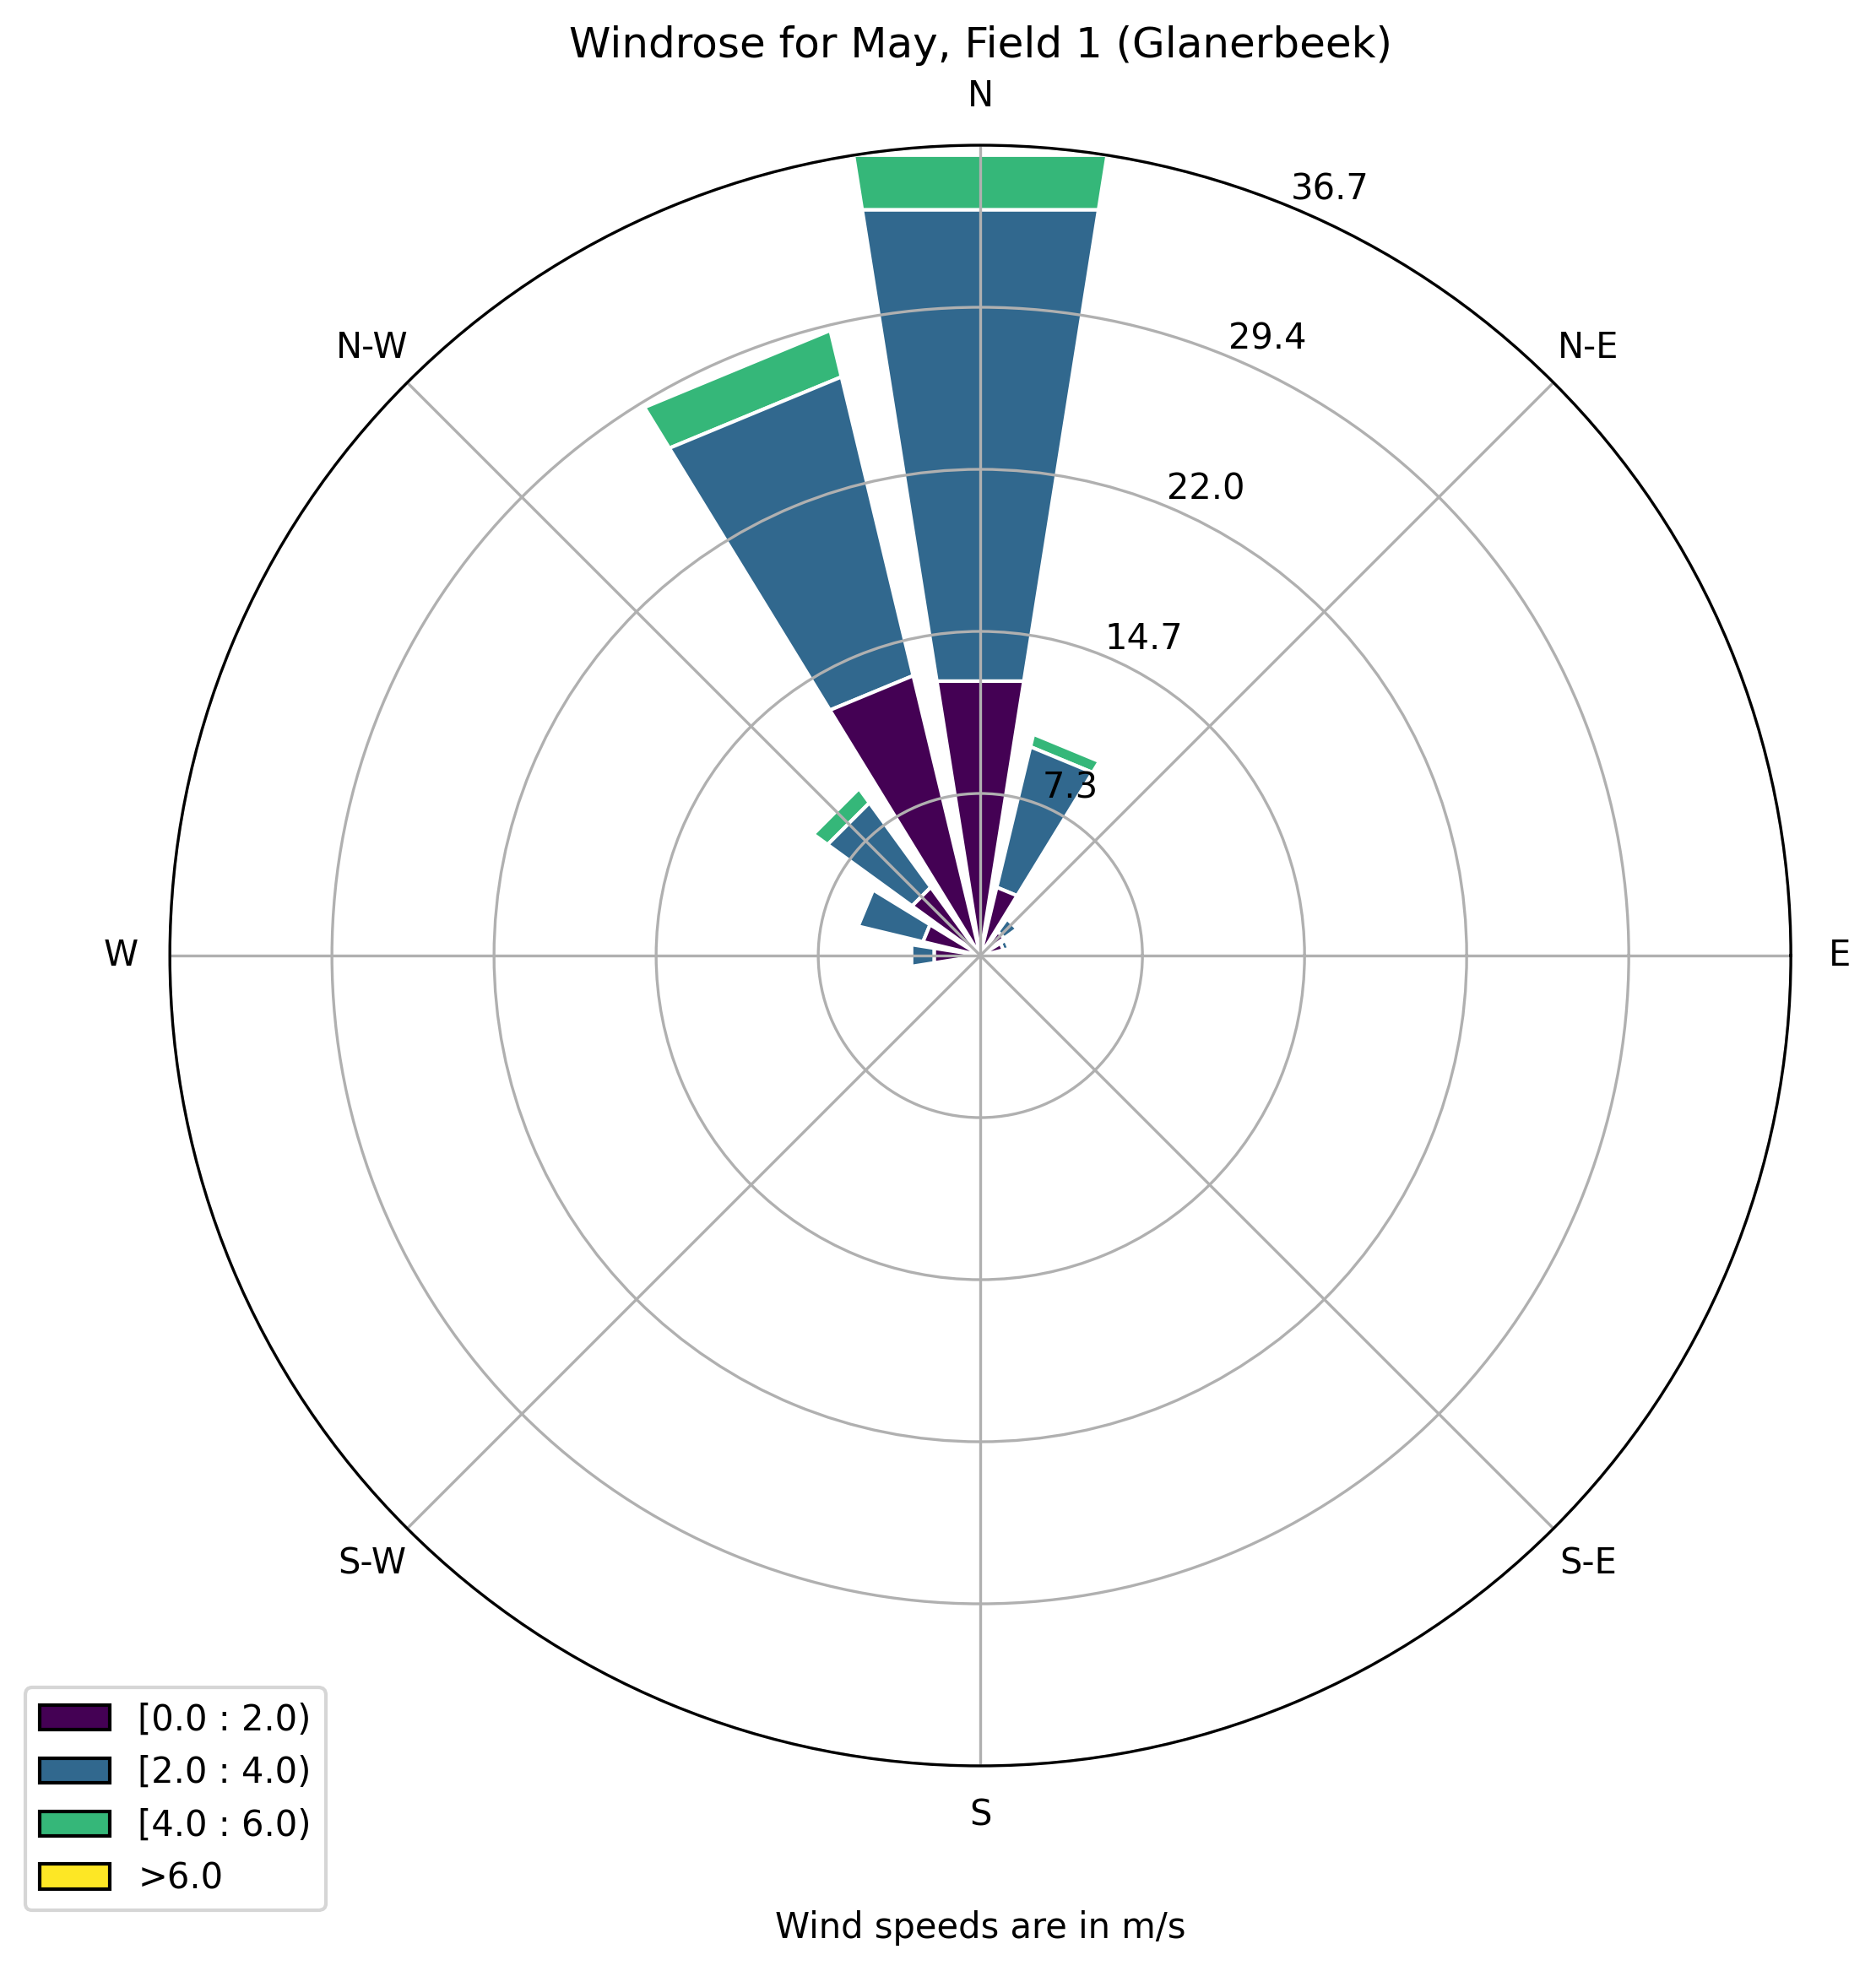 Windrose for May, Field 1 (Glanerbeek)
N
36.7
N-W
29.4
N-E
22.0
14.7
7.3
W
E
S-W
S-E
[0.0 : 2.0)
[2.0 : 4.0)
[4.0 : 6.0)
>6.0
S
Wind speeds are in m/s